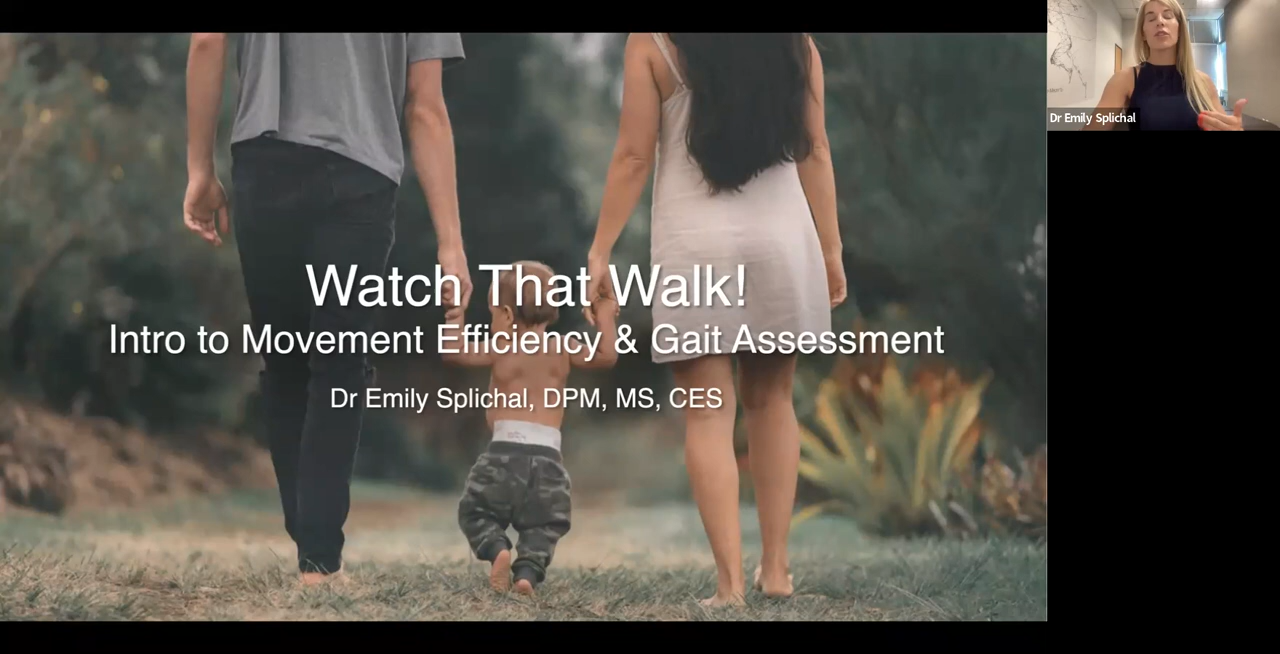 Watch That Walk!
Intro to Movement Efficiency & Gait Assessment
Dr Emily Splichal, DPM, MS, CES
Dr Emily Splichal